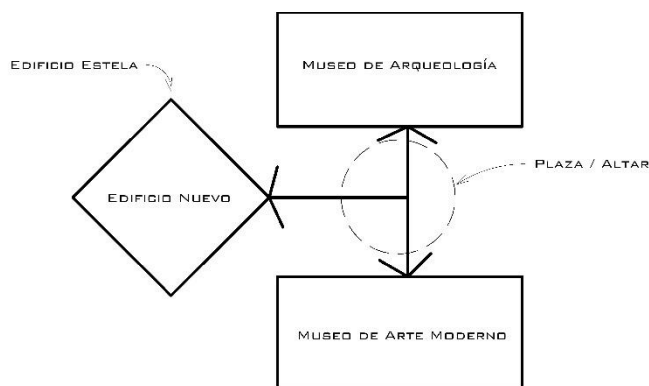 Edificio Estela
Museo de Arqueología
Plaza / Altar
Edificio Nuevo
Museo de Arte Moderno